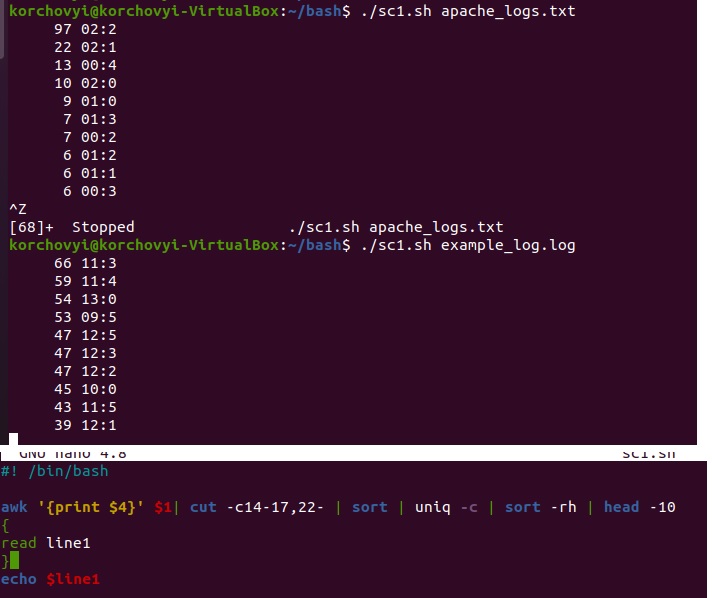 korchovyi@korchovyi-VirtualBox:~/bash$ ./sc1.sh apache_logs.txt
97 02:2
22 02:1
13 00:4
10 02:0
9 01:0
7 01:3
7 00:2
6 01:2
6 01:1
6 00:3
^Z
[68]+  Stopped                 ./sc1.sh apache_logs.txt
korchovyi@korchovyi-VirtualBox:~/bash$ ./sc1.sh example_log.log
66 11:3
59 11:4
54 13:0
53 09:5
47 12:5
47 12:3
47 12:2
45 10:0
43 11:5
39 12:1
GNU nano 4.8                    sc1.sh
#! /bin/bash
awk '{print $4}' $1| cut -c14-17,22- | sort | uniq -c | sort -rh | head -10
{
read line1
}
echo $line1